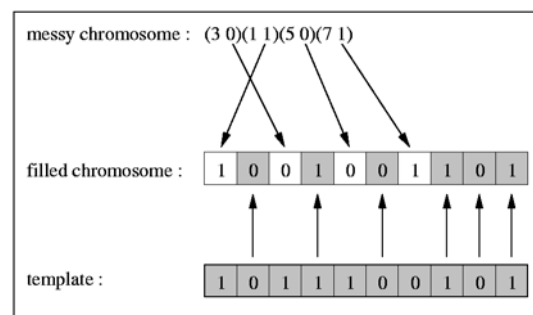 messy chromosome : (3 0)(1 1)(5 0)(7 1)
filled chromosome : 1 0 0 1 0 0 1 1 0 1
template : 1 0 1 1 1 0 0 1 0 1